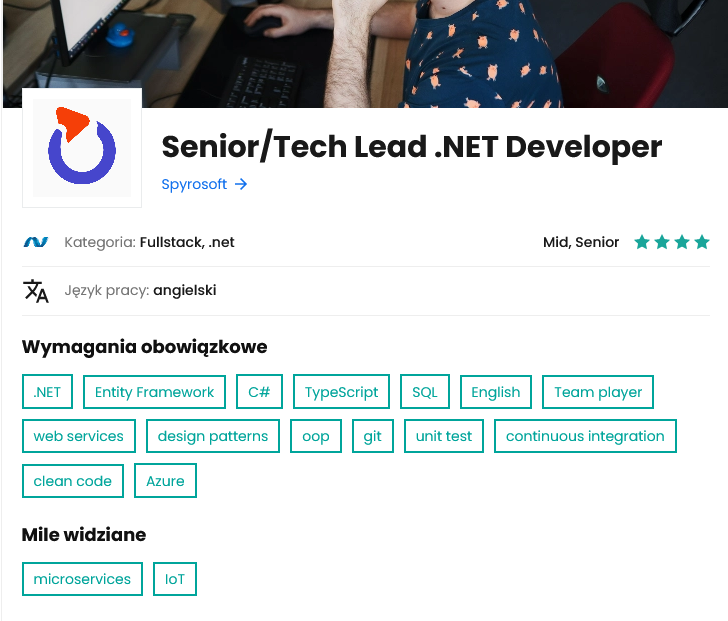 Senior/Tech Lead .NET Developer
Spyrosoft →
Kategoria: Fullstack, .net Mid, Senior
Język pracy: angielski
Wymagania obowiązkowe
.NET Entity Framework C# TypeScript SQL English Team player
web services design patterns oop git unit test continuous integration
clean code Azure
Mile widziane
microservices IoT